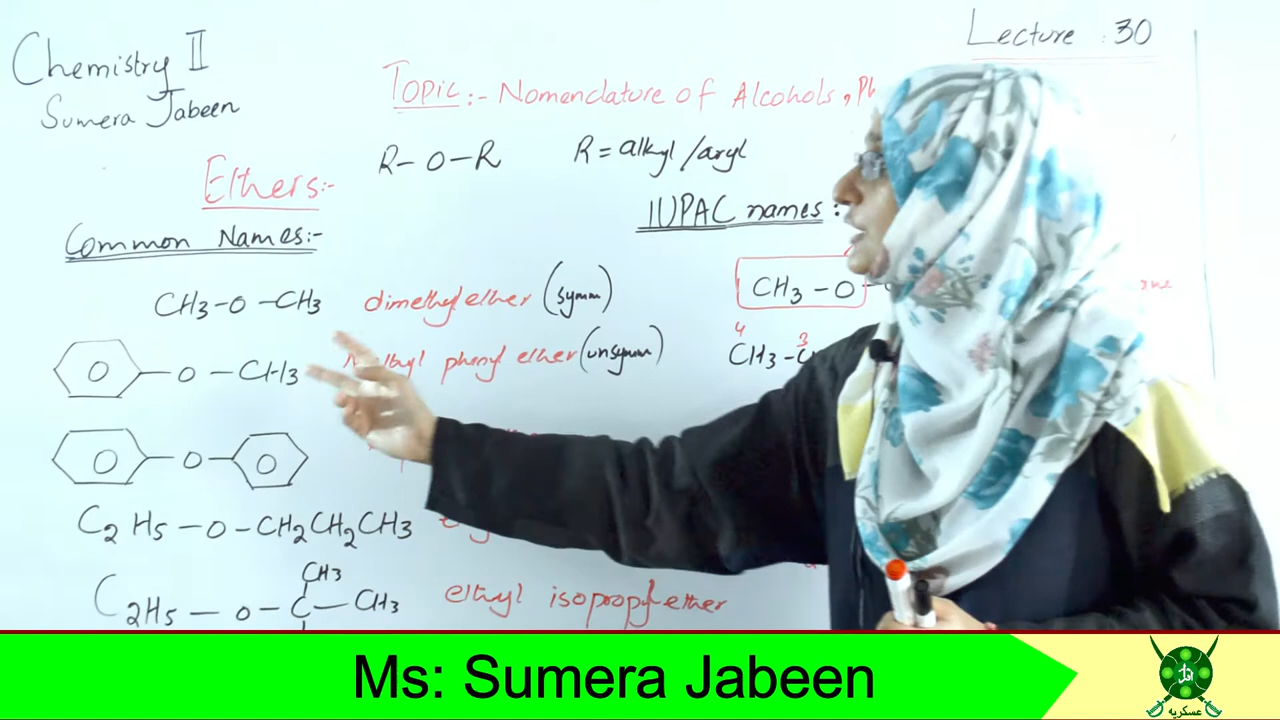 Lecture : 30
Chemistry II
Sumera Jabeen
Topic :- Nomenclature of Alcohols,
R-O-R R = alkyl/aryl
Ethers:-
Common Names:-
IUPAC names :
CH3-O-CH3 dimethyl ether (symm)
CH3-O
O-O-CH3 phenyl ether (unsymm)
4 3
CH3-
O-O-O
C2H5-O-CH2CH2CH3
CH3
C2H5-O-C-CH3 ethyl isopropyl ether
Ms: Sumera Jabeen
عسکریه